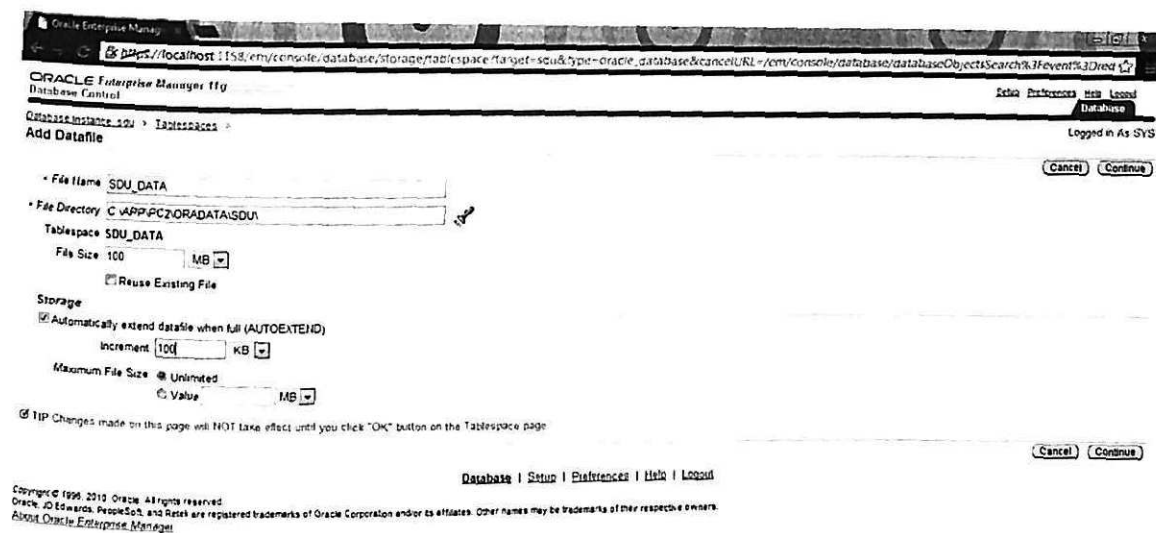 Oracle Enterprise Manag
https://localhost:1158/em/console/database/storage/tablespace?target=sdu&type=oracle_database&cancelURL=/em/console/database/databaseObjectsSearch%3Fevent%3Dred
ORACLE Enterprise Manager 11g
Database Control
Setup Preferences Help Logout
Database
Database Instance: sdu > Tablespaces >
Logged in As SYS
Add Datafile
Cancel Continue
* File Name SDU_DATA
* File Directory C:\APP\PC2\ORADATA\SDU\
Tablespace SDU_DATA
File Size 100 MB
Reuse Existing File
Storage
Automatically extend datafile when full (AUTOEXTEND)
Increment 100 KB
Maximum File Size Unlimited
Value MB
TIP Changes made on this page will NOT take effect until you click "OK" button on the Tablespace page
Cancel Continue
Database | Setup | Preferences | Help | Logout
Copyright © 1996, 2010, Oracle. All rights reserved.
Oracle, JD Edwards, PeopleSoft, and Retek are registered trademarks of Oracle Corporation and/or its affiliates. Other names may be trademarks of their respective owners.
About Oracle Enterprise Manager